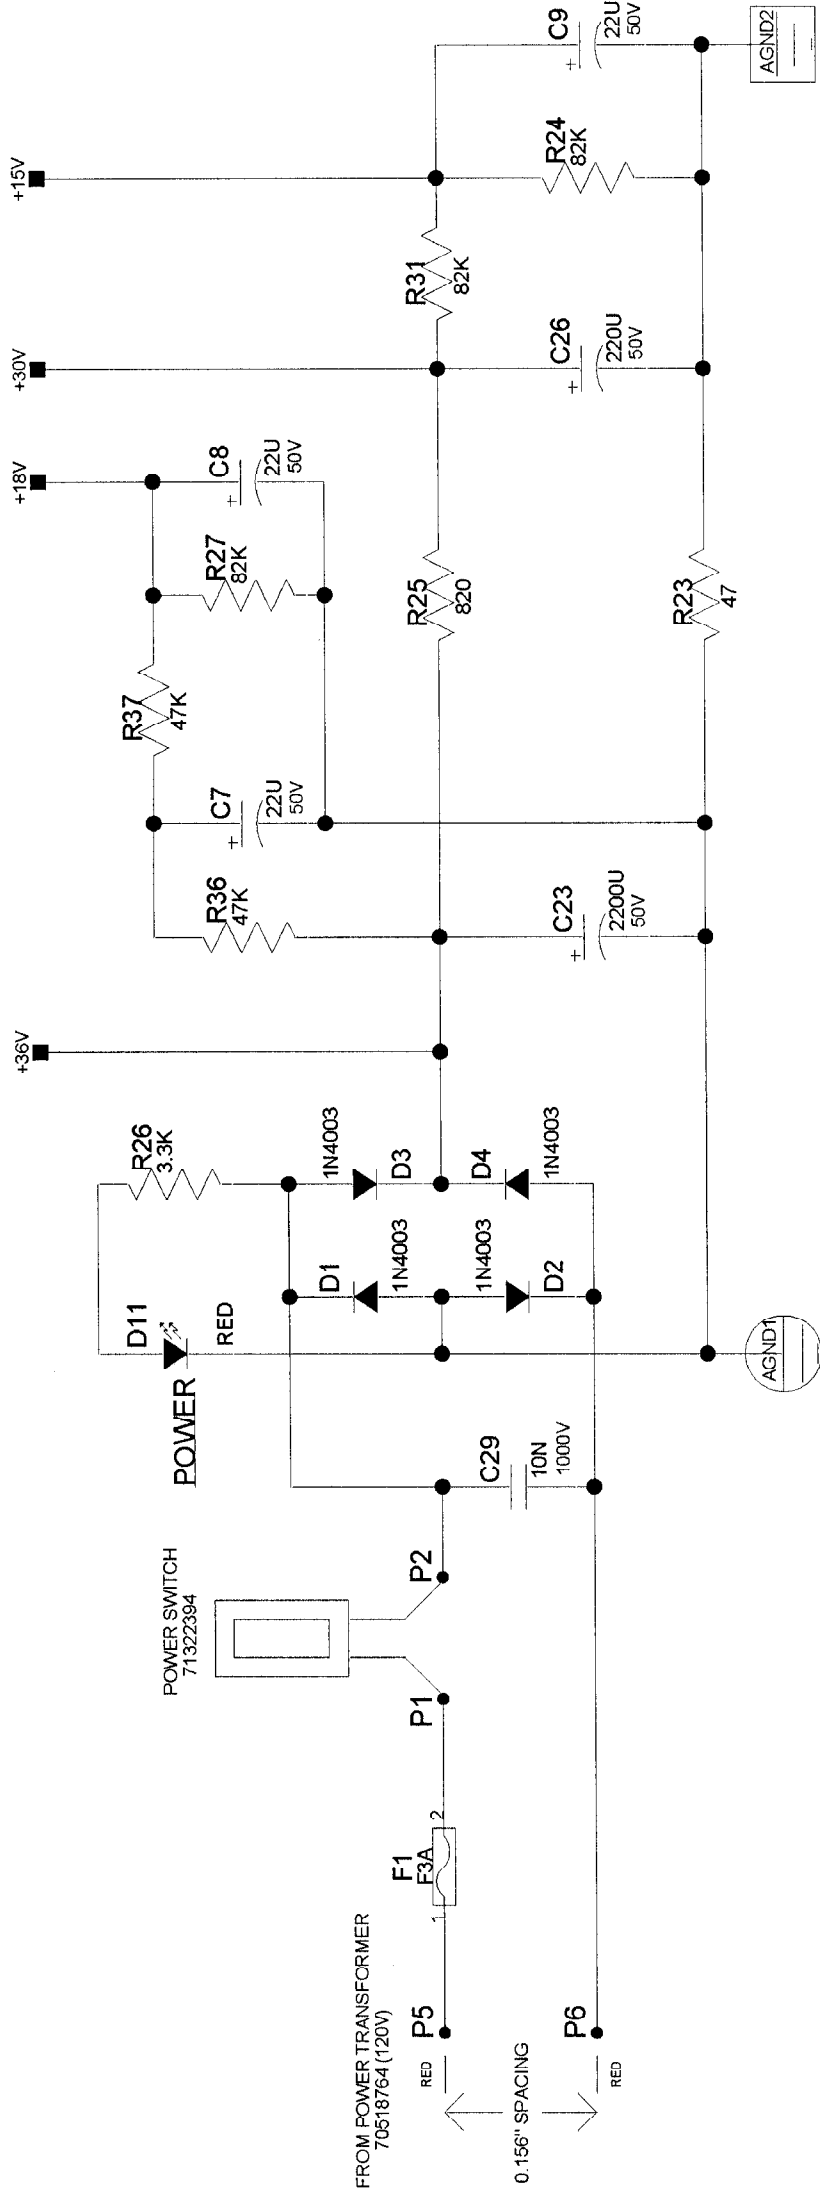 FROM POWER TRANSFORMER
70518764 (120V)
RED
P5
0.156" SPACING
RED
P6
F1
F3A
1
2
P1
P2
POWER SWITCH
71322394
C29
10N
1000V
POWER
D11
RED
AGND1
R26
3.3K
D1
1N4003
1N4003
D2
1N4003
D3
D4
1N4003
+36V
R36
47K
C23
2200U
50V
+
C7
22U
50V
+
R37
47K
R27
82K
C8
22U
50V
+
+18V
R25
820
R23
47
+30V
C26
220U
50V
+
R31
82K
+15V
R24
82K
C9
22U
50V
+
AGND2